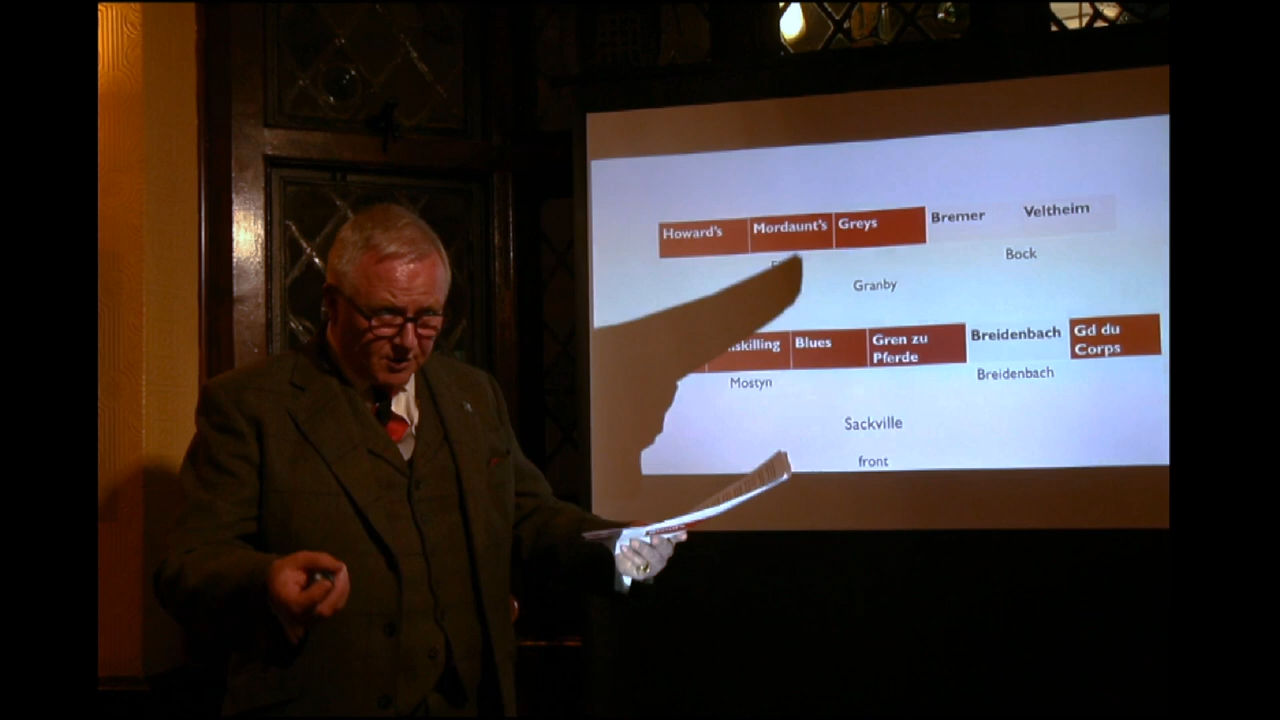 Howard's
Mordaunt's
Greys
Bremer
Veltheim
Bock
Granby
Blues
Gren zu
Pferde
Breidenbach
Gd du
Corps
Mostyn
Breidenbach
Sackville
front